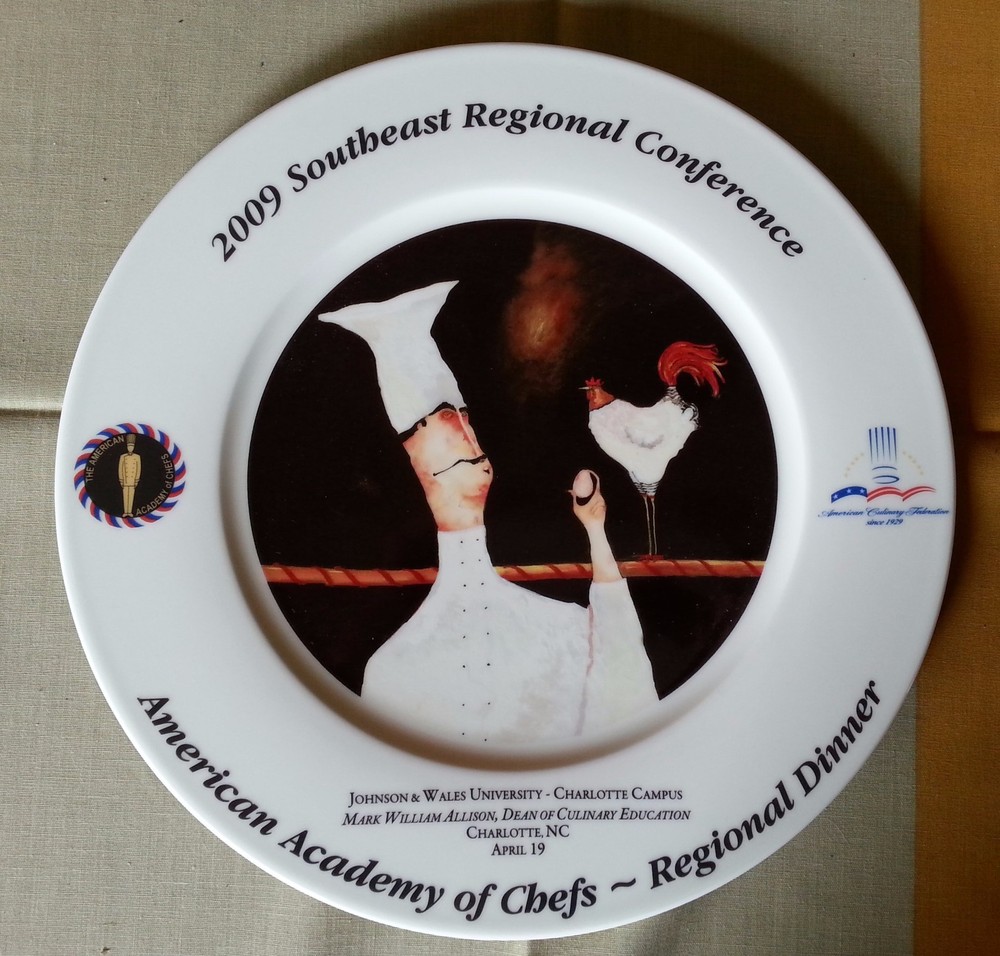 2009 Southeast Regional Conference
THE AMERICAN
ACADEMY of CHEFS
American Culinary Federation
since 1929
JOHNSON & WALES UNIVERSITY - CHARLOTTE CAMPUS
MARK WILLIAM ALLISON, DEAN OF CULINARY EDUCATION
CHARLOTTE, NC
APRIL 19
American Academy of Chefs ~ Regional Dinner